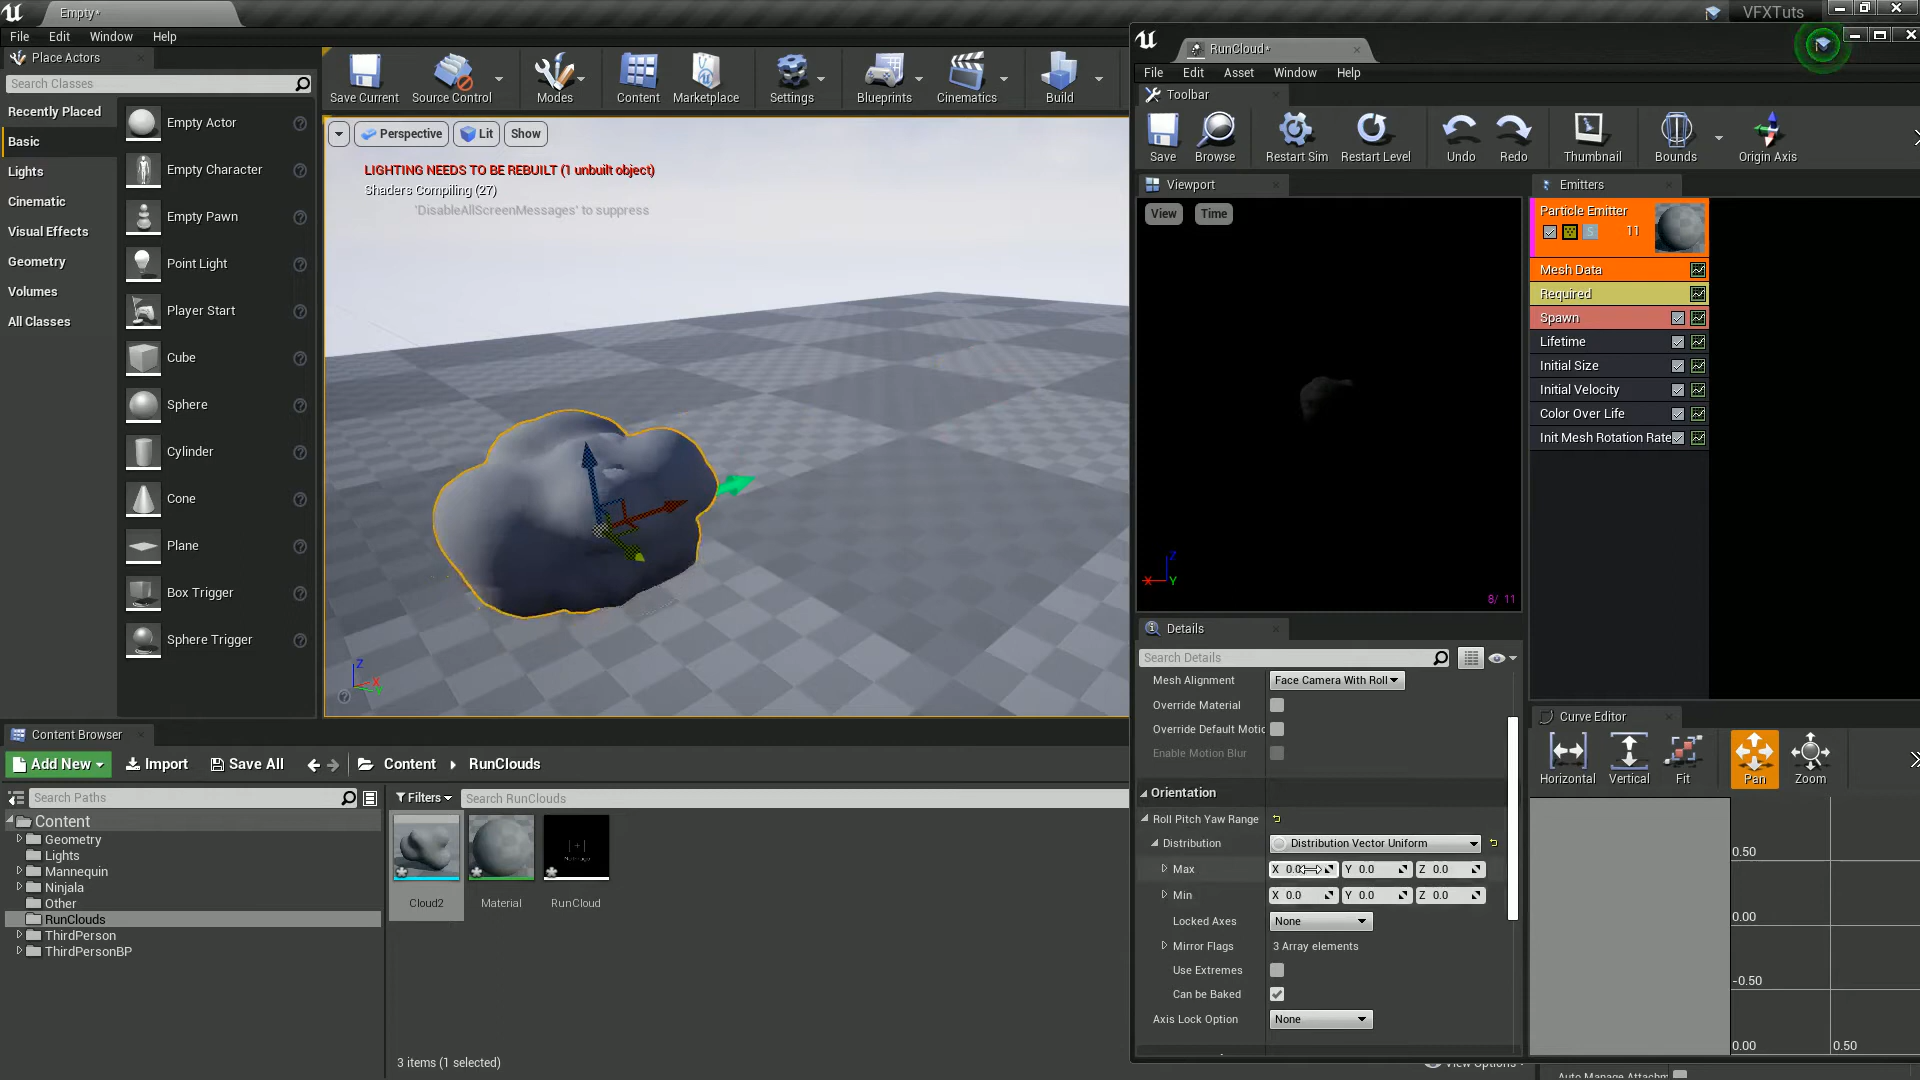 Empty*
VFXTuts
File Edit Window Help
Place Actors
Search Classes
Recently Placed
Basic
Lights
Cinematic
Visual Effects
Geometry
Volumes
All Classes
Empty Actor
Empty Character
Empty Pawn
Point Light
Player Start
Cube
Sphere
Cylinder
Cone
Plane
Box Trigger
Sphere Trigger
Save Current
Source Control
Modes
Content
Marketplace
Settings
Blueprints
Cinematics
Build
Perspective
Lit
Show
LIGHTING NEEDS TO BE REBUILT (1 unbuilt object)
Shaders Compiling (27)
'DisableAllScreenMessages' to suppress
Z
X
Y
RunCloud*
File Edit Asset Window Help
Toolbar
Save
Browse
Restart Sim
Restart Level
Undo
Redo
Thumbnail
Bounds
Origin Axis
Viewport
View
Time
Z
X
Y
8/ 11
Emitters
Particle Emitter
S
11
Mesh Data
Required
Spawn
Lifetime
Initial Size
Initial Velocity
Color Over Life
Init Mesh Rotation Rate
Details
Search Details
Mesh Alignment Face Camera With Roll
Override Material
Override Default Motic
Enable Motion Blur
Orientation
Roll Pitch Yaw Range
Distribution Distribution Vector Uniform
Max X 0.0 Y 0.0 Z 0.0
Min X 0.0 Y 0.0 Z 0.0
Locked Axes None
Mirror Flags 3 Array elements
Use Extremes
Can be Baked
Axis Lock Option None
Curve Editor
Horizontal
Vertical
Fit
Pan
Zoom
0.50
0.00
-0.50
0.00
0.50
Content Browser
Add New
Import
Save All
Content
RunClouds
Search Paths
Filters
Search RunClouds
Content
Geometry
Lights
Mannequin
Ninjala
Other
RunClouds
ThirdPerson
ThirdPersonBP
Cloud2
Material
RunCloud
3 items (1 selected)
View Options
Auto Manage Attachm